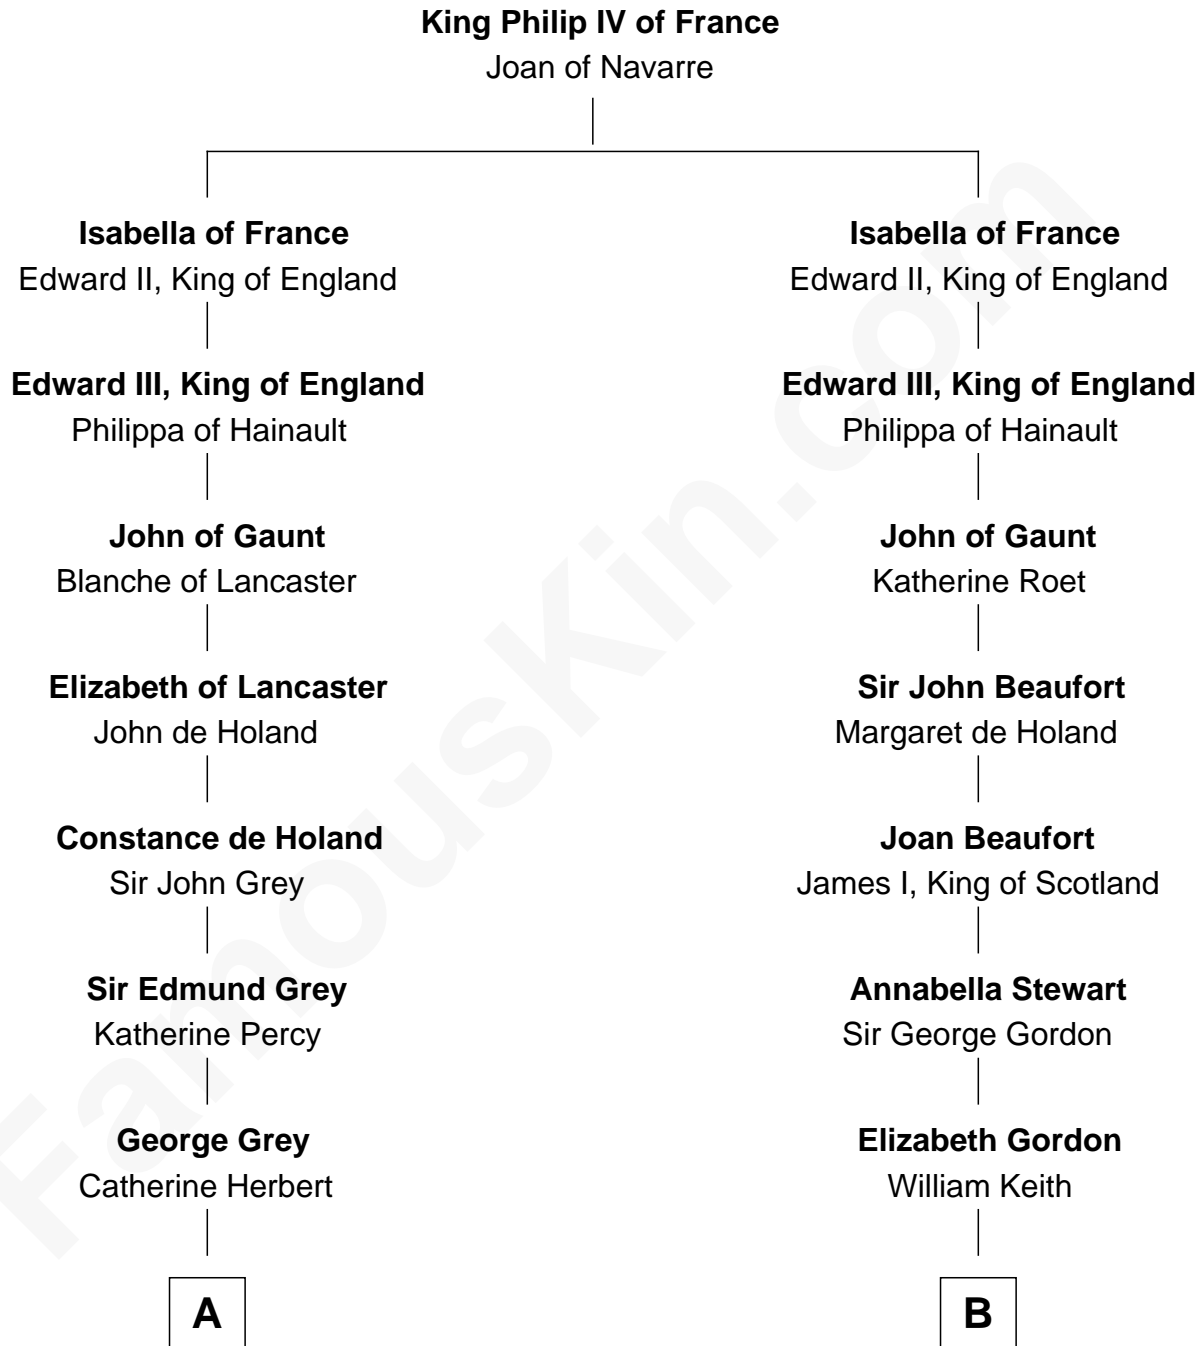 King Philip IV of France
Joan of Navarre
Isabella of France
Edward II, King of England
Edward III, King of England
Philippa of Hainault
John of Gaunt
Blanche of Lancaster
Elizabeth of Lancaster
John de Holand
Constance de Holand
Sir John Grey
Sir Edmund Grey
Katherine Percy
George Grey
Catherine Herbert
A
Isabella of France
Edward II, King of England
Edward III, King of England
Philippa of Hainault
John of Gaunt
Katherine Roet
Sir John Beaufort
Margaret de Holand
Joan Beaufort
James I, King of Scotland
Annabella Stewart
Sir George Gordon
Elizabeth Gordon
William Keith
B
FamousKin.com